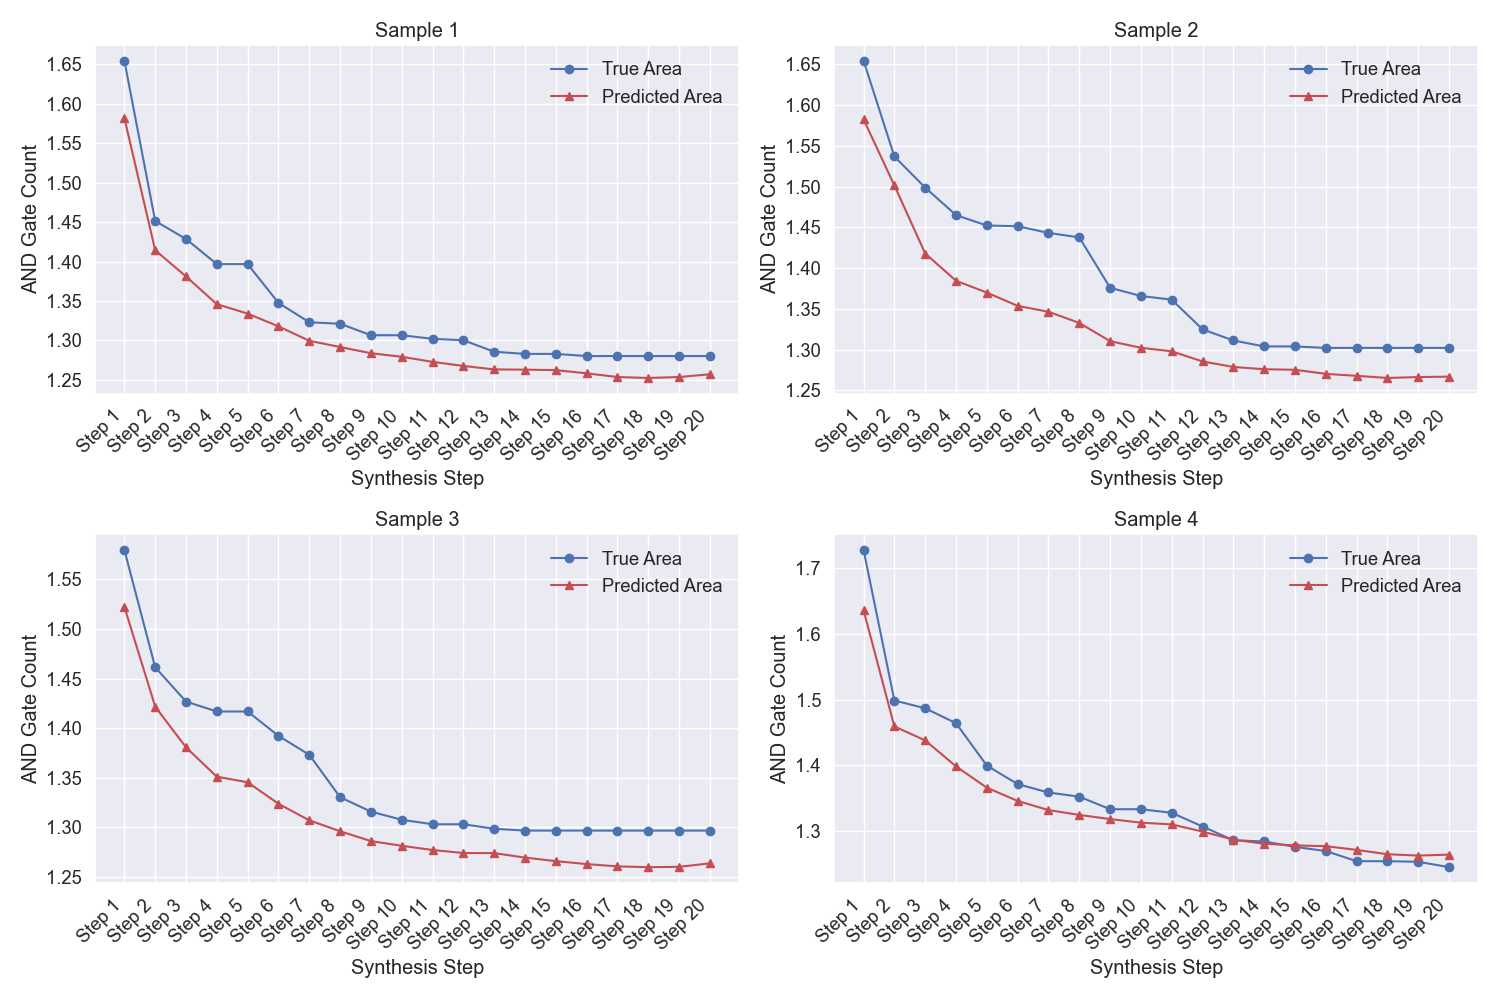 Sample 1
AND Gate Count
1.65
1.60
1.55
1.50
1.45
1.40
1.35
1.30
1.25
True Area
Predicted Area
Step 1
Step 2
Step 3
Step 4
Step 5
Step 6
Step 7
Step 8
Step 9
Step 10
Step 11
Step 12
Step 13
Step 14
Step 15
Step 16
Step 17
Step 18
Step 19
Step 20
Synthesis Step
Sample 2
AND Gate Count
1.65
1.60
1.55
1.50
1.45
1.40
1.35
1.30
1.25
True Area
Predicted Area
Step 1
Step 2
Step 3
Step 4
Step 5
Step 6
Step 7
Step 8
Step 9
Step 10
Step 11
Step 12
Step 13
Step 14
Step 15
Step 16
Step 17
Step 18
Step 19
Step 20
Synthesis Step
Sample 3
AND Gate Count
1.55
1.50
1.45
1.40
1.35
1.30
1.25
True Area
Predicted Area
Step 1
Step 2
Step 3
Step 4
Step 5
Step 6
Step 7
Step 8
Step 9
Step 10
Step 11
Step 12
Step 13
Step 14
Step 15
Step 16
Step 17
Step 18
Step 19
Step 20
Synthesis Step
Sample 4
AND Gate Count
1.7
1.6
1.5
1.4
1.3
True Area
Predicted Area
Step 1
Step 2
Step 3
Step 4
Step 5
Step 6
Step 7
Step 8
Step 9
Step 10
Step 11
Step 12
Step 13
Step 14
Step 15
Step 16
Step 17
Step 18
Step 19
Step 20
Synthesis Step